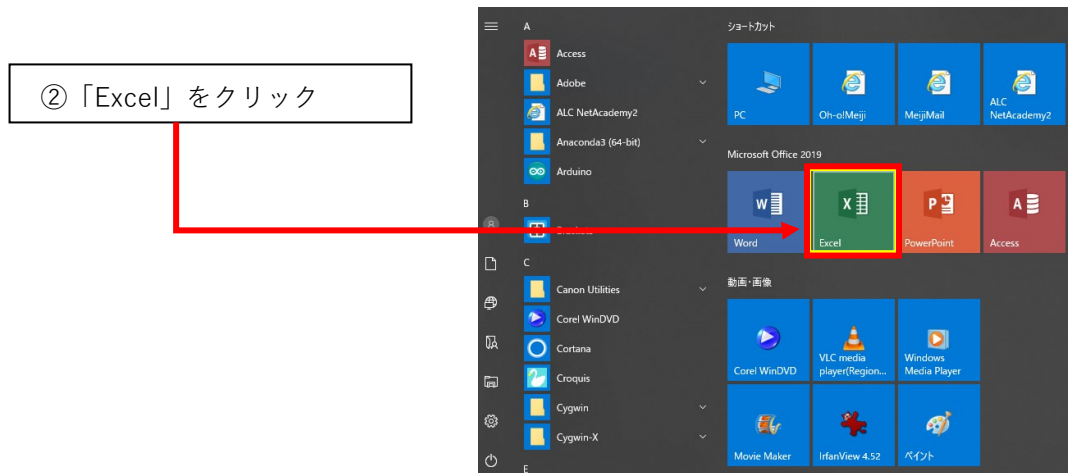 ②「Excel」をクリック
A
Access
Adobe
ALC NetAcademy2
Anaconda3 (64-bit)
Arduino
B
C
Canon Utilities
Corel WinDVD
Cortana
Croquis
Cygwin
Cygwin-X
E
ショートカット
PC
Oh-o!Meiji
MeijiMail
ALC
NetAcademy2
Microsoft Office 2019
Word
Excel
PowerPoint
Access
動画・画像
Corel WinDVD
VLC media
player(Region...
Windows
Media Player
Movie Maker
IrfanView 4.52
ペイント